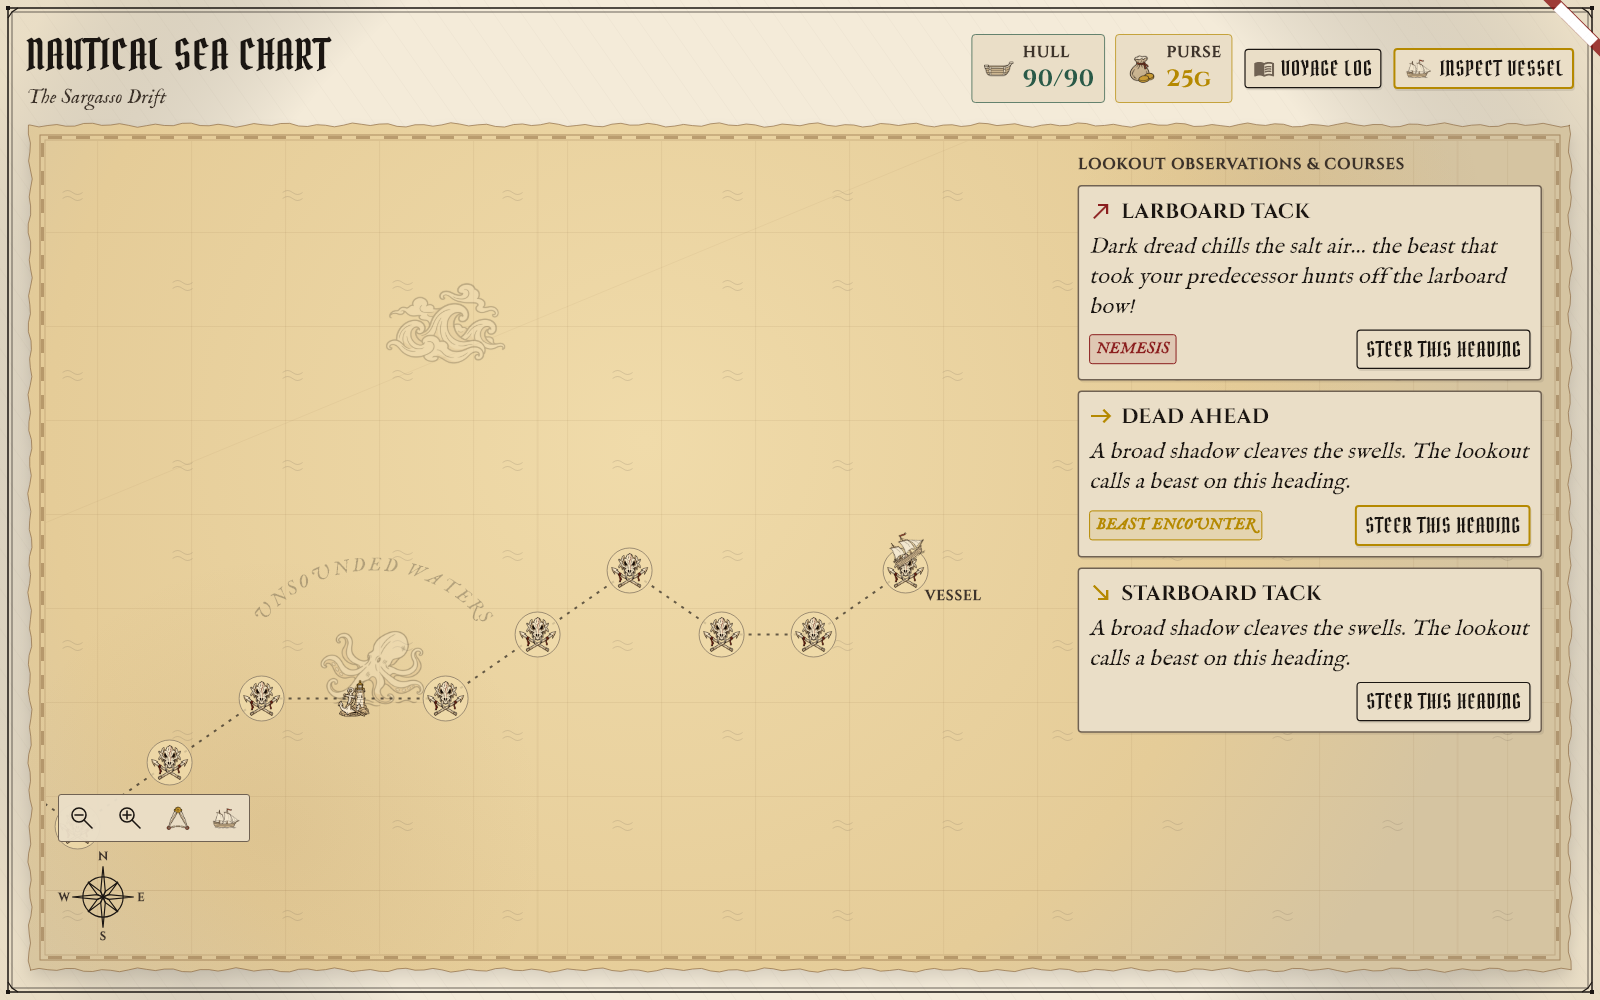 NAUTICAL SEA CHART
The Sargasso Drift
HULL
90/90
PURSE
25G
VOYAGE LOG
INSPECT VESSEL
LOOKOUT OBSERVATIONS & COURSES
LARBOARD TACK
Dark dread chills the salt air... the beast that
took your predecessor hunts off the larboard
bow!
NEMESIS
STEER THIS HEADING
DEAD AHEAD
A broad shadow cleaves the swells. The lookout
calls a beast on this heading.
BEAST ENCOUNTER
STEER THIS HEADING
STARBOARD TACK
A broad shadow cleaves the swells. The lookout
calls a beast on this heading.
STEER THIS HEADING
UNSOUNDED WATERS
VESSEL
N
W
E
S